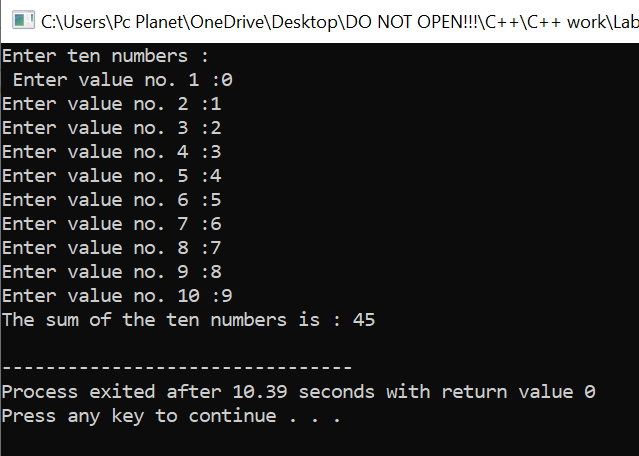 C:\Users\Pc Planet\OneDrive\Desktop\DO NOT OPEN!!!\C++\C++ work\Lab
Enter ten numbers :
 Enter value no. 1 :0
Enter value no. 2 :1
Enter value no. 3 :2
Enter value no. 4 :3
Enter value no. 5 :4
Enter value no. 6 :5
Enter value no. 7 :6
Enter value no. 8 :7
Enter value no. 9 :8
Enter value no. 10 :9
The sum of the ten numbers is : 45
--------------------------------
Process exited after 10.39 seconds with return value 0
Press any key to continue . . .